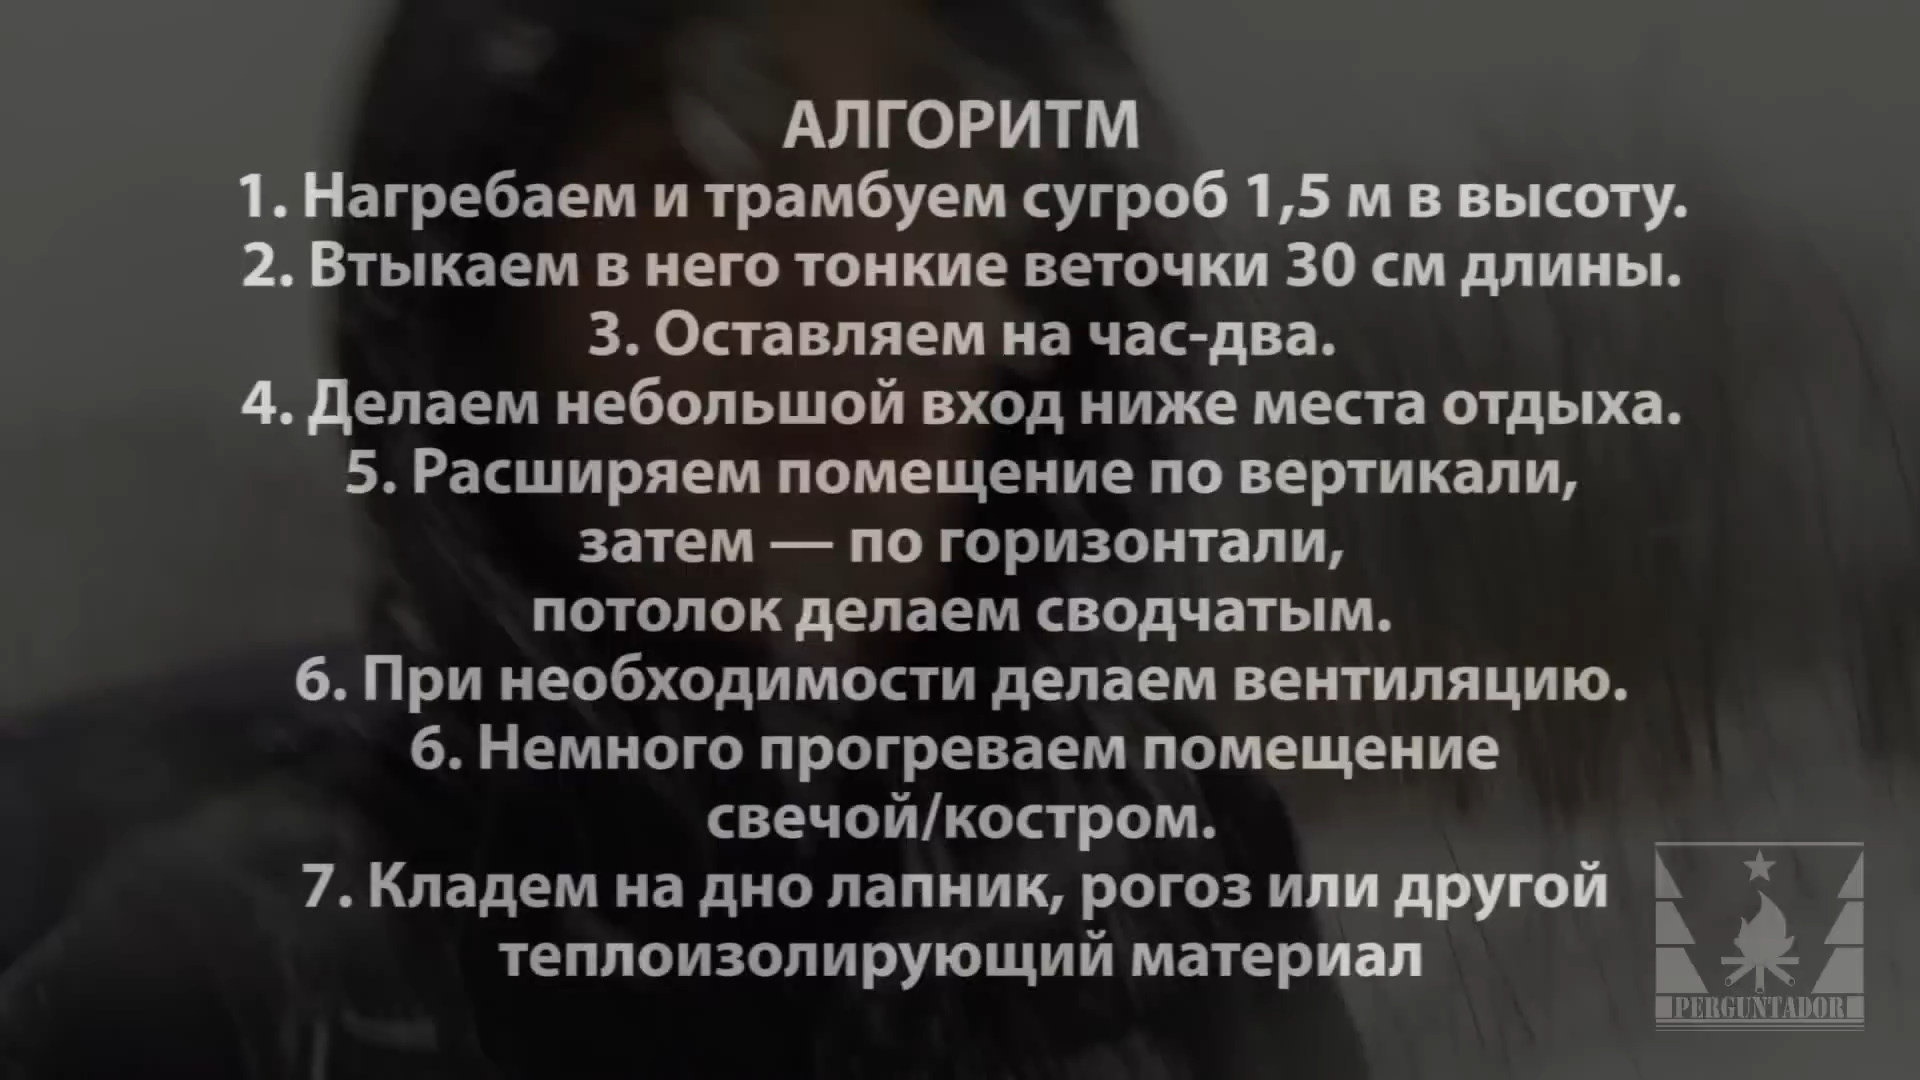 АЛГОРИТМ
1. Нагребаем и трамбуем сугроб 1,5 м в высоту.
2. Втыкаем в него тонкие веточки 30 см длины.
3. Оставляем на час-два.
4. Делаем небольшой вход ниже места отдыха.
5. Расширяем помещение по вертикали,
затем — по горизонтали,
потолок делаем сводчатым.
6. При необходимости делаем вентиляцию.
6. Немного прогреваем помещение
свечой/костром.
7. Кладем на дно лапник, рогоз или другой
теплоизолирующий материал
PERGUNTADOR